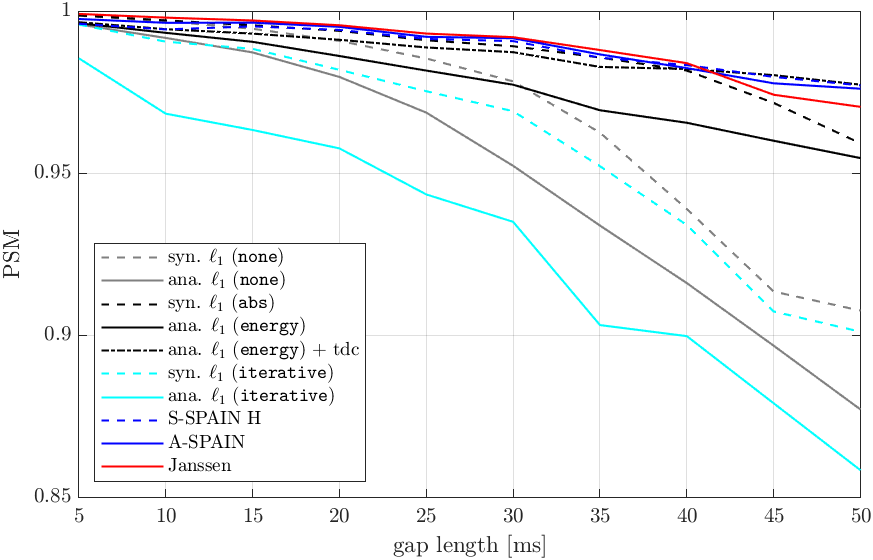 1
0.95
0.9
0.85
PSM
syn. ℓ₁ (none)
ana. ℓ₁ (none)
syn. ℓ₁ (abs)
ana. ℓ₁ (energy)
ana. ℓ₁ (energy) + tdc
syn. ℓ₁ (iterative)
ana. ℓ₁ (iterative)
S-SPAIN H
A-SPAIN
Janssen
5 10 15 20 25 30 35 40 45 50
gap length [ms]